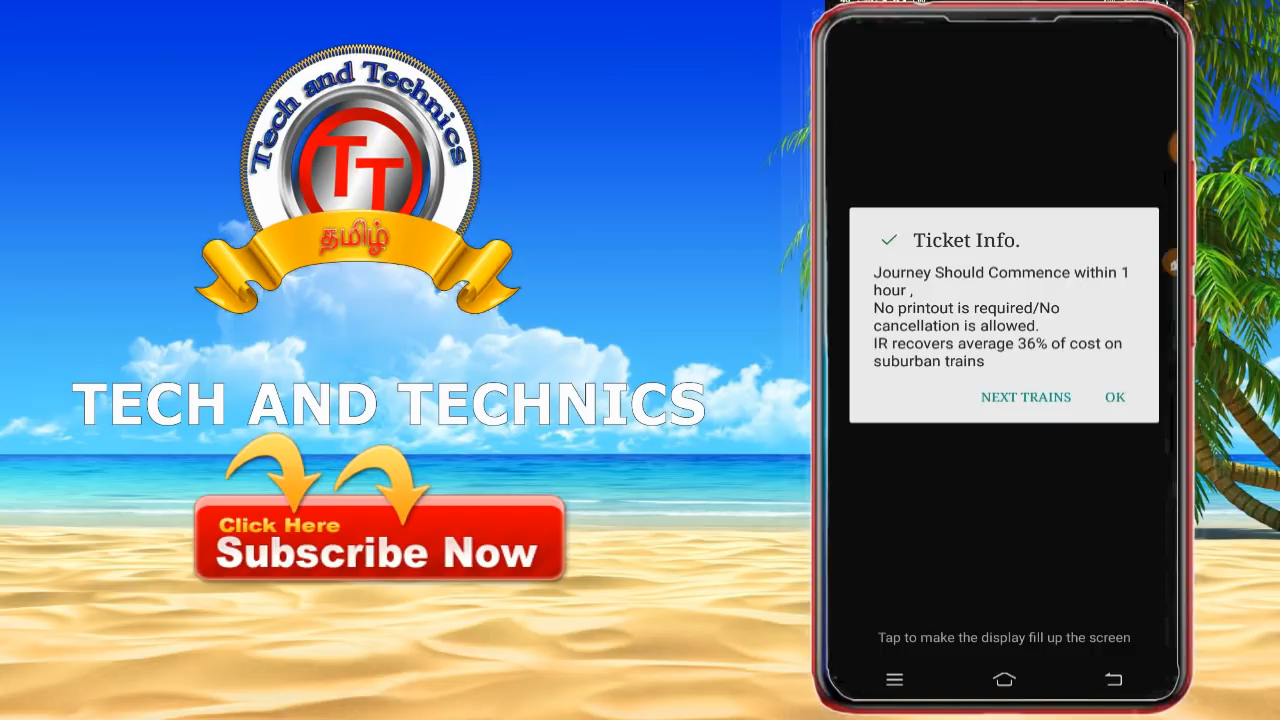 Tech and Technics
TT
தமிழ்
TECH AND TECHNICS
Click Here
Subscribe Now
Ticket Info.
Journey Should Commence within 1
hour ,
No printout is required/No
cancellation is allowed.
IR recovers average 36% of cost on
suburban trains
NEXT TRAINS OK
Tap to make the display fill up the screen